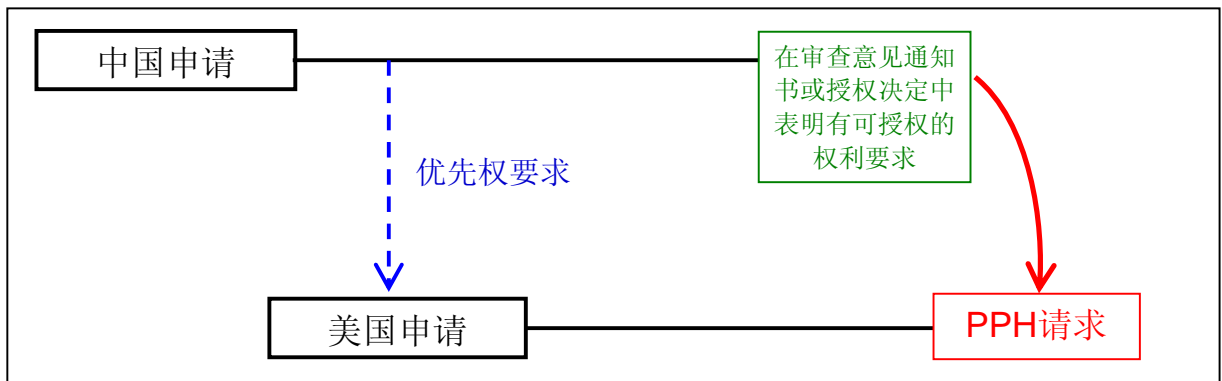 中国申请
在审查意见通知
书或授权决定中
表明有可授权的
权利要求
优先权要求
美国申请
PPH请求